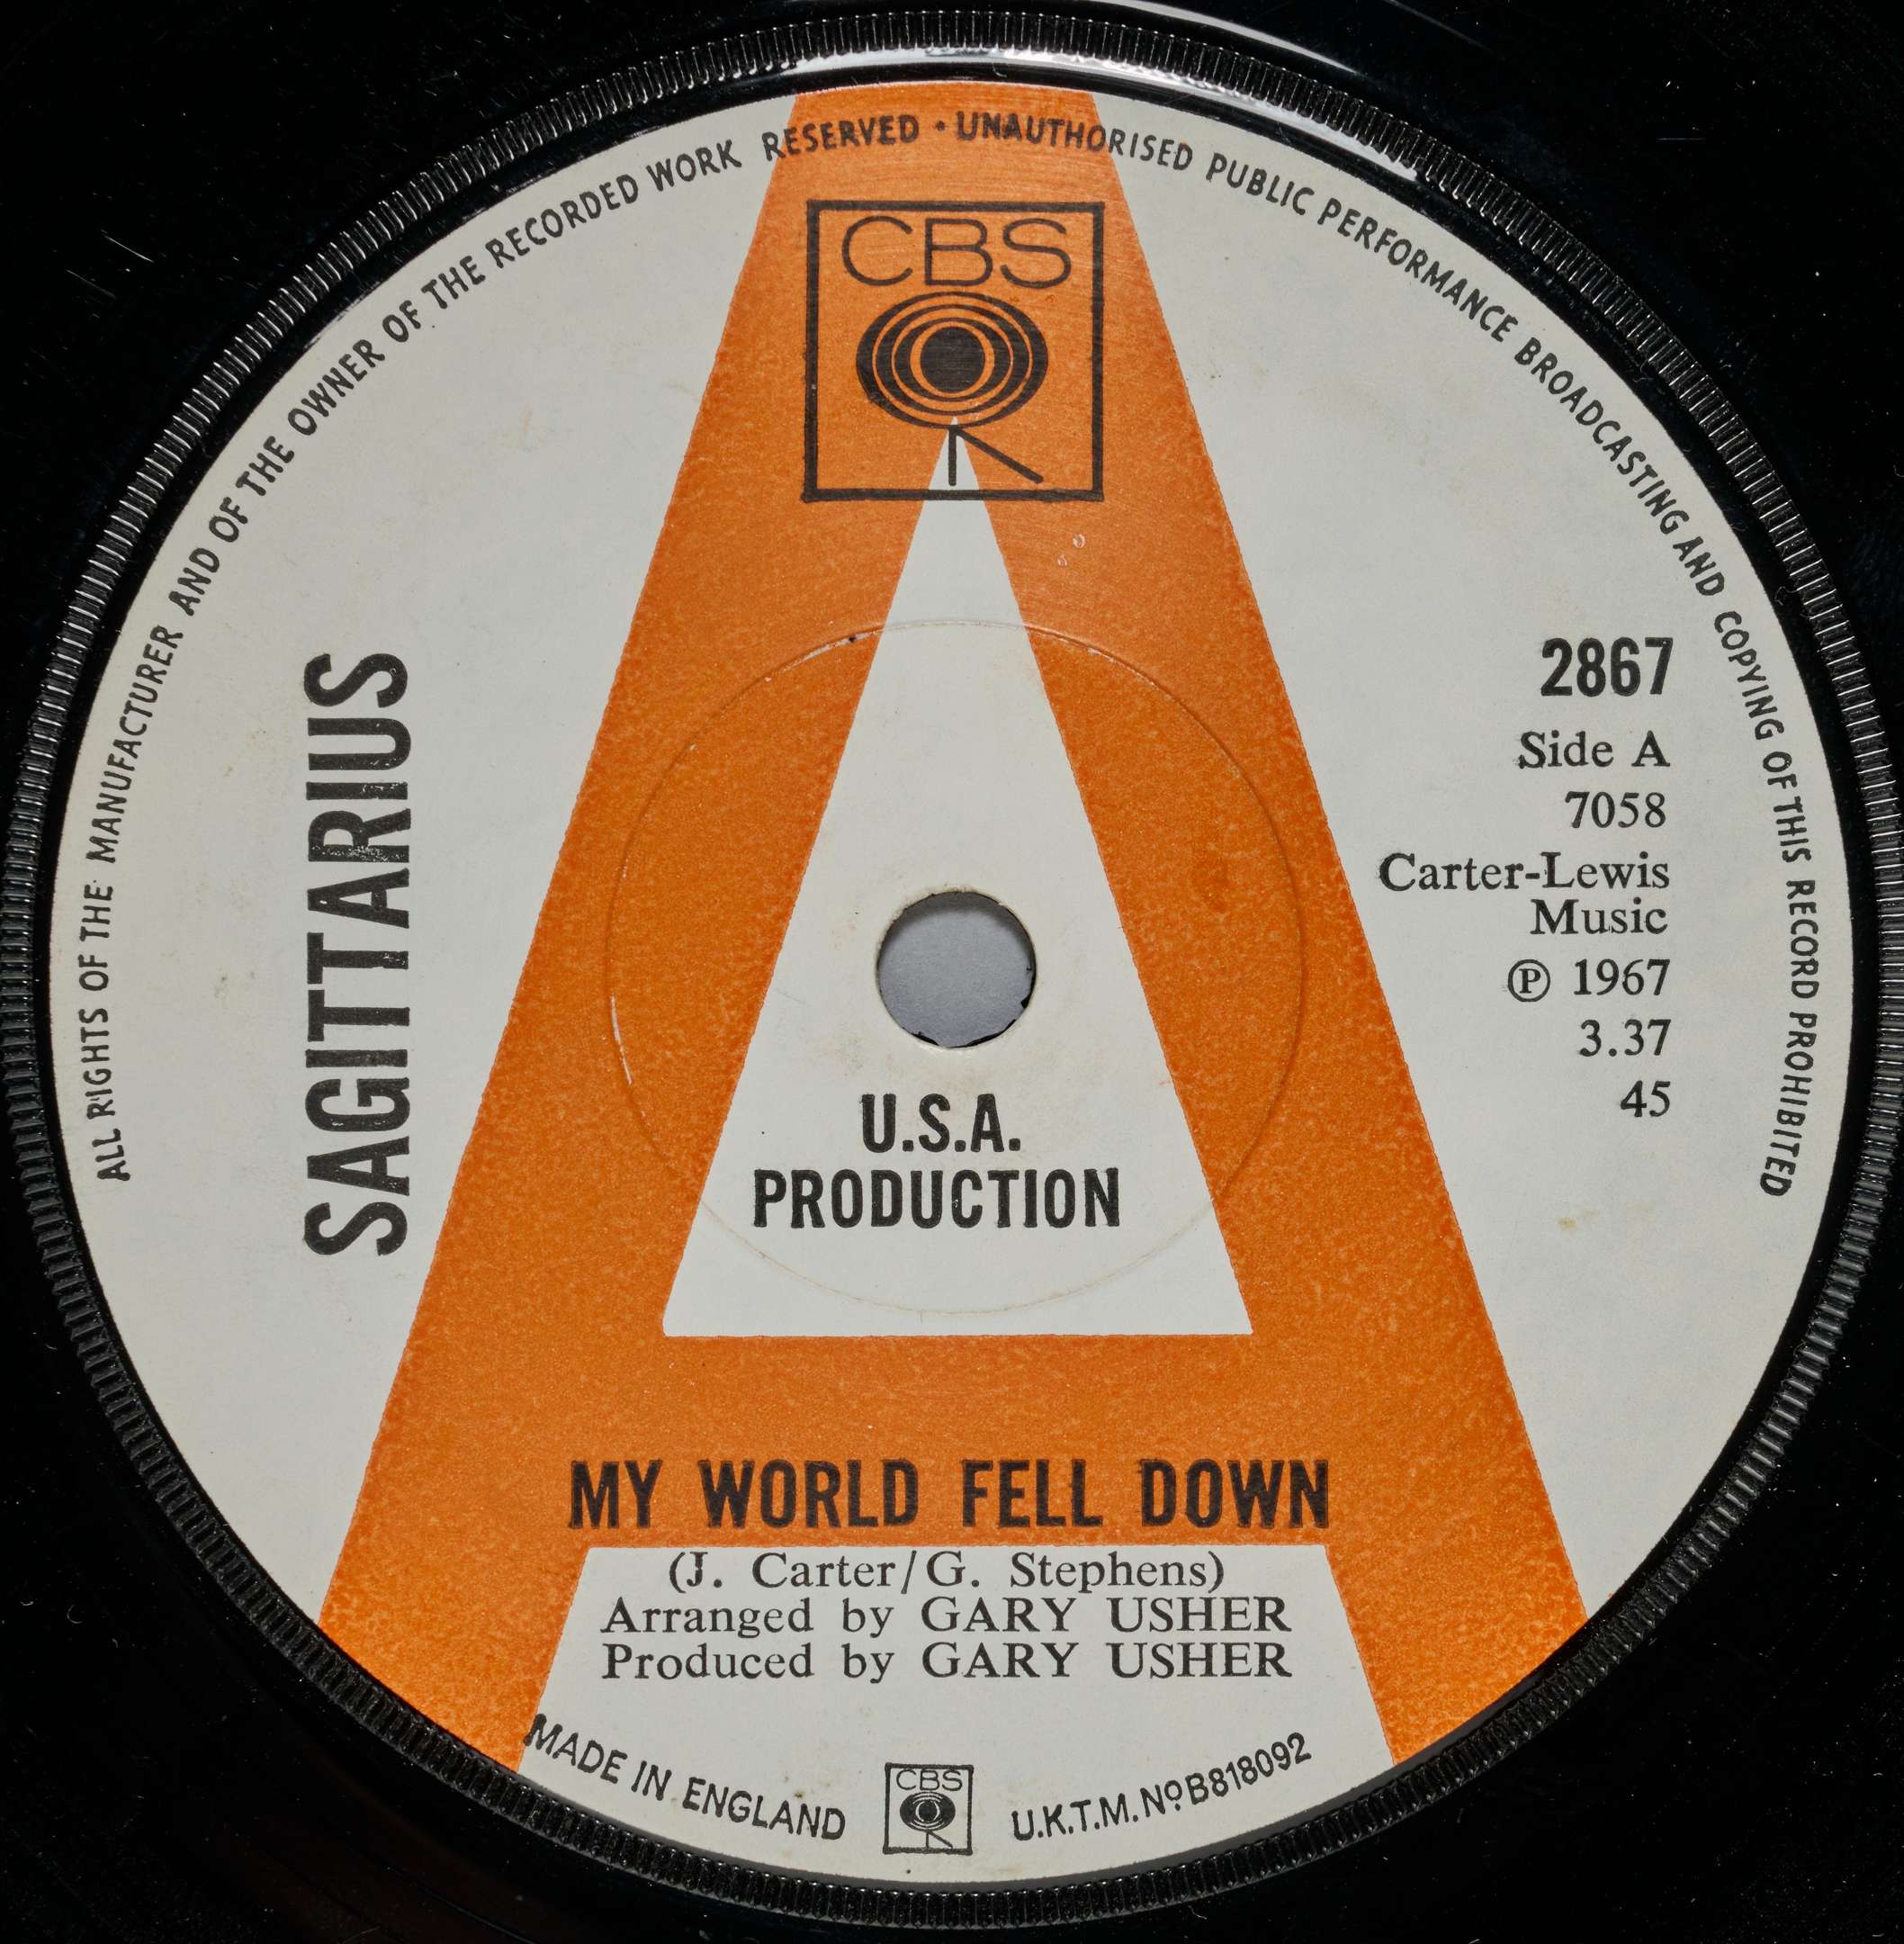 ALL RIGHTS OF THE MANUFACTURER AND OF THE OWNER OF THE RECORDED WORK RESERVED • UNAUTHORISED PUBLIC PERFORMANCE BROADCASTING AND COPYING OF THIS RECORD PROHIBITED
CBS
SAGITTARIUS
2867
Side A
7058
Carter-Lewis
Music
℗ 1967
3.37
45
U.S.A.
PRODUCTION
MY WORLD FELL DOWN
(J. Carter/G. Stephens)
Arranged by GARY USHER
Produced by GARY USHER
MADE IN ENGLAND
CBS
U.K.T.M. Nº B818092
A